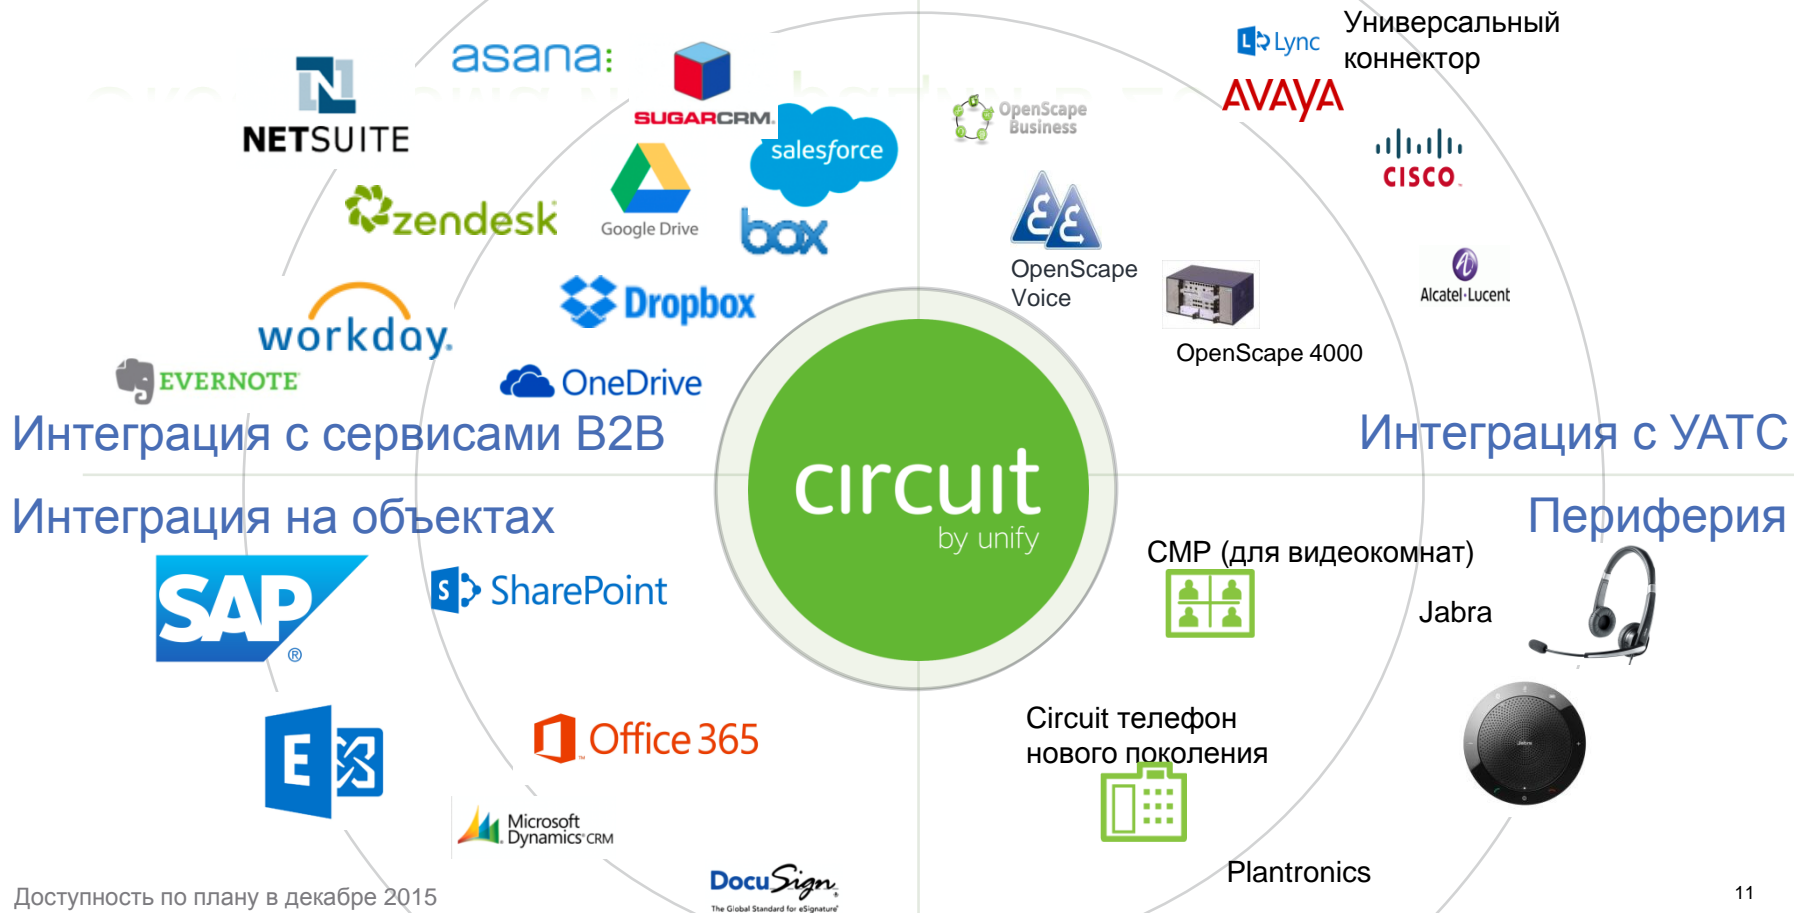 asana:
NETSUITE
SUGARCRM.
salesforce
zendesk
Google Drive
box
workday.
Dropbox
EVERNOTE
OneDrive
Интеграция с сервисами B2B
Lync
Универсальный
коннектор
AVAYA
OpenScape
Business
CISO
CISCO
OpenScape
Voice
Alcatel·Lucent
OpenScape 4000
Интеграция с УАТС
circuit
by unify
Интеграция на объектах
SAP
®
S SharePoint
E
Office 365
Microsoft
Dynamics CRM
DocuSign
The Global Standard for eSignature
Периферия
CMP (для видеокомнат)
Jabra
Jabra
Circuit телефон
нового поколения
Plantronics
Доступность по плану в декабре 2015
11